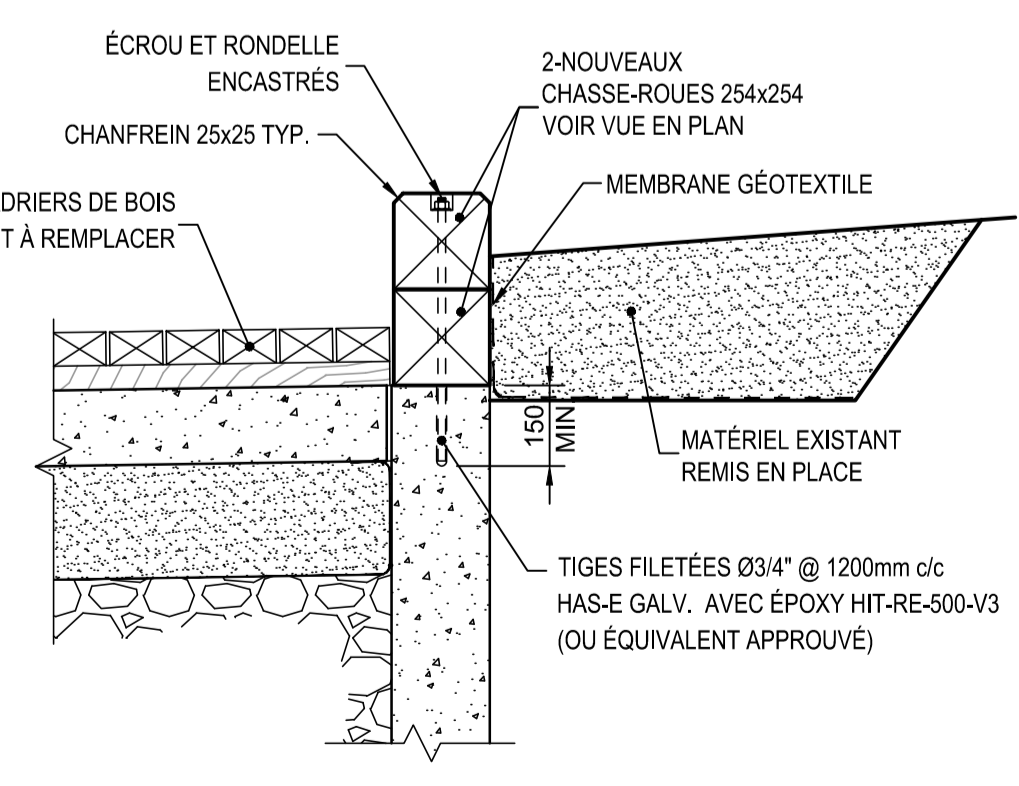 ÉCROU ET RONDELLE
ENCASTRÉS
2-NOUVEAUX
CHASSE-ROUES 254x254
VOIR VUE EN PLAN
CHANFREIN 25x25 TYP.
MEMBRANE GÉOTEXTILE
DRIERS DE BOIS
T À REMPLACER
150
MIN
MATÉRIEL EXISTANT
REMIS EN PLACE
TIGES FILETÉES Ø3/4" @ 1200mm c/c
HAS-E GALV. AVEC ÉPOXY HIT-RE-500-V3
(OU ÉQUIVALENT APPROUVÉ)